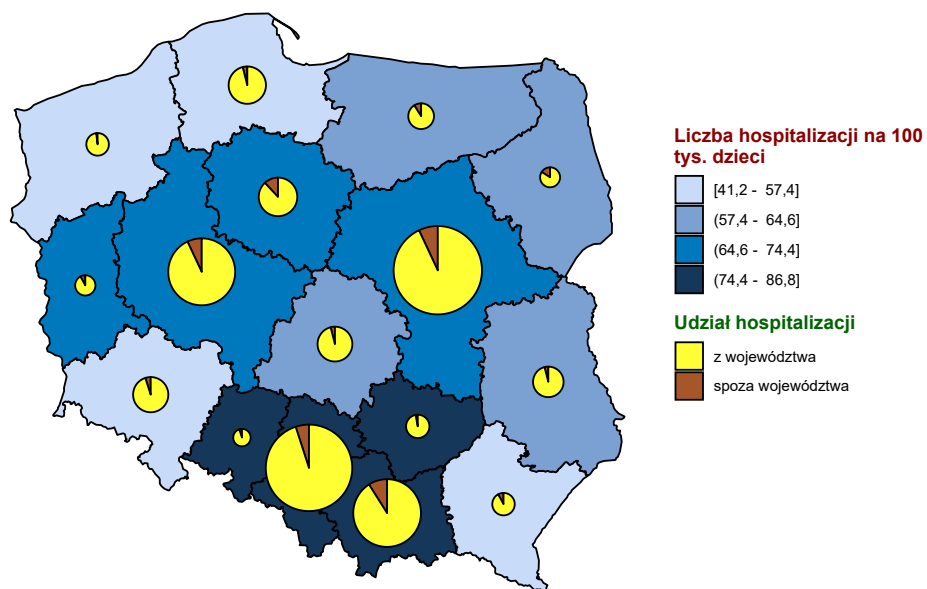 Liczba hospitalizacji na 100
tys. dzieci
[41,2 - 57,4]
(57,4 - 64,6]
(64,6 - 74,4]
(74,4 - 86,8]
Udział hospitalizacji
z województwa
spoza województwa